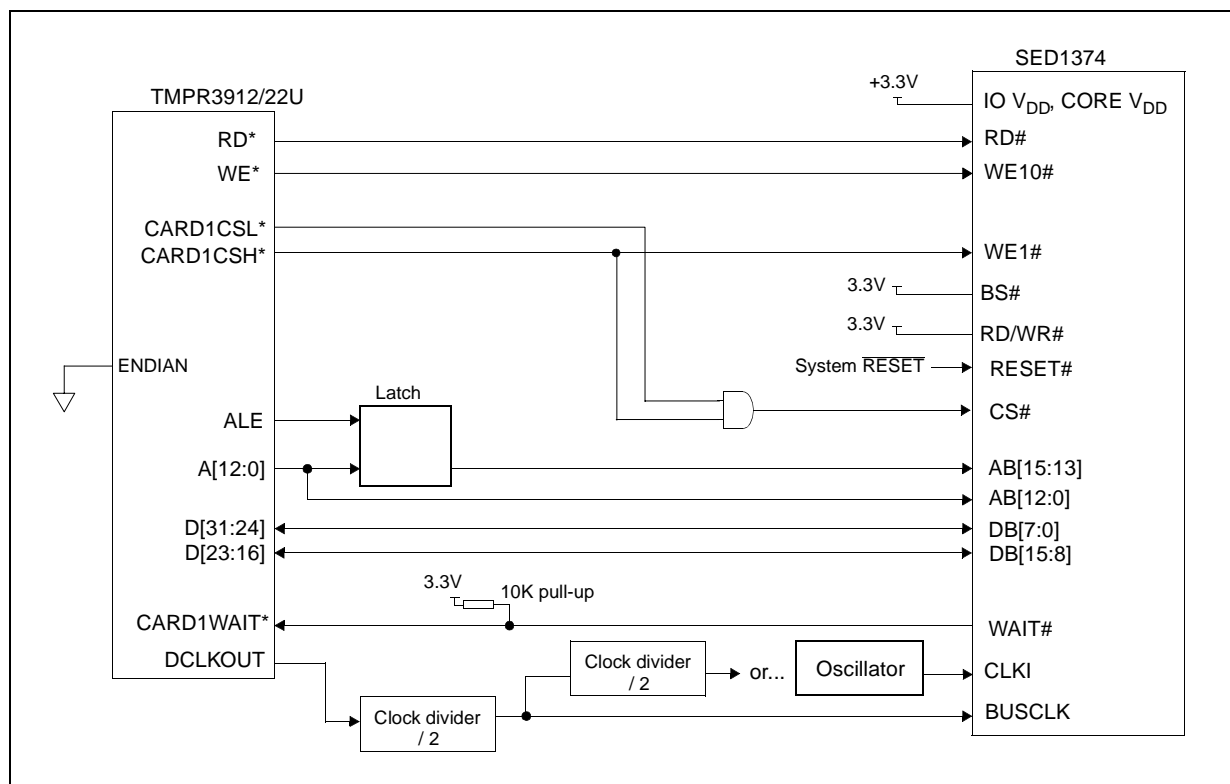 SED1374
TMPR3912/22U
+3.3V
IO VDD, CORE VDD
RD*
RD#
WE*
WE10#
CARD1CSL*
CARD1CSH*
WE1#
3.3V
BS#
3.3V
RD/WR#
ENDIAN
System RESET
RESET#
Latch
ALE
CS#
A[12:0]
AB[15:13]
AB[12:0]
D[31:24]
DB[7:0]
D[23:16]
DB[15:8]
3.3V
10K pull-up
CARD1WAIT*
WAIT#
DCLKOUT
Clock divider
/ 2
or...
Oscillator
CLKI
Clock divider
/ 2
BUSCLK